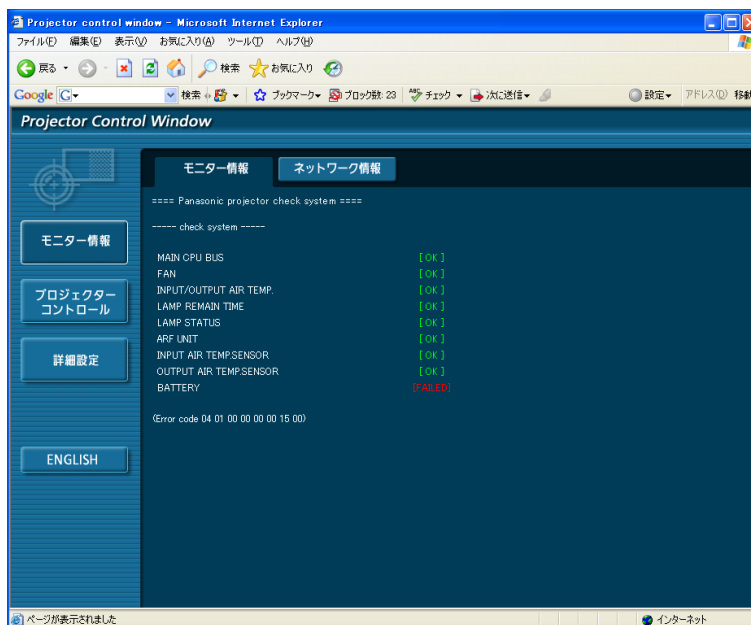 Projector control window - Microsoft Internet Explorer
ファイル(F) 編集(E) 表示(V) お気に入り(A) ツール(T) ヘルプ(H)
戻る 検索 お気に入り
Google G 検索 ブックマーク ブロック数: 23 ABC チェック 次に送信 設定 アドレス(D) 移動
Projector Control Window
モニター情報 ネットワーク情報
==== Panasonic projector check system ====
----- check system -----
モニター情報
MAIN CPU BUS [ OK ]
FAN [ OK ]
INPUT/OUTPUT AIR TEMP. [ OK ]
プロジェクター
コントロール
LAMP REMAIN TIME [ OK ]
LAMP STATUS [ OK ]
ARF UNIT [ OK ]
詳細設定
INPUT AIR TEMP.SENSOR [ OK ]
OUTPUT AIR TEMP.SENSOR [ OK ]
BATTERY [FAILED]
(Error code 04 01 00 00 00 00 15 00)
ENGLISH
ページが表示されました インターネット